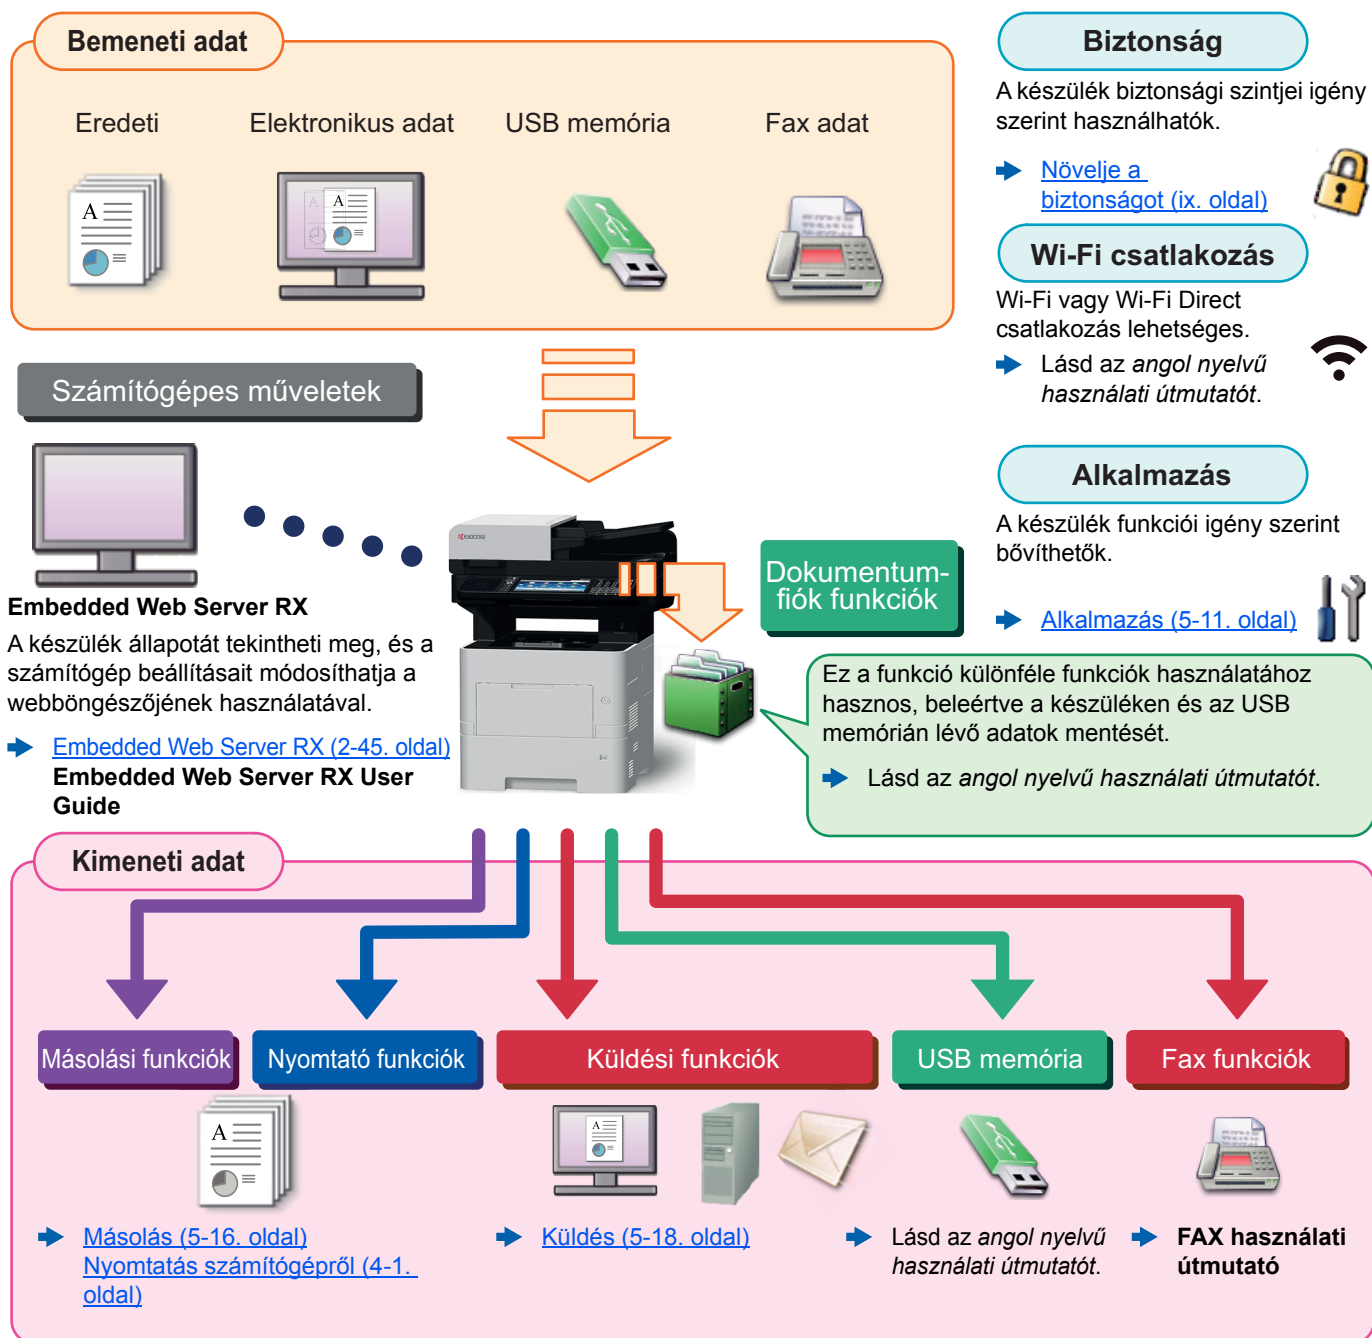 Bemeneti adat
Eredeti
Elektronikus adat
USB memória
Fax adat
Biztonság
A készülék biztonsági szintjei igény
szerint használhatók.
Növelje a
biztonságot (ix. oldal)
Wi-Fi csatlakozás
Wi-Fi vagy Wi-Fi Direct
csatlakozás lehetséges.
Lásd az angol nyelvű
használati útmutatót.
Alkalmazás
A készülék funkciói igény szerint
bővíthetők.
Alkalmazás (5-11. oldal)
Számítógépes műveletek
Embedded Web Server RX
A készülék állapotát tekintheti meg, és a
számítógép beállításait módosíthatja a
webböngészőjének használatával.
Embedded Web Server RX (2-45. oldal)
Embedded Web Server RX User
Guide
KYOCERA
Dokumentum-
fiók funkciók
Ez a funkció különféle funkciók használatához
hasznos, beleértve a készüléken és az USB
memórián lévő adatok mentését.
Lásd az angol nyelvű használati útmutatót.
Kimeneti adat
Másolási funkciók
Nyomtató funkciók
Küldési funkciók
USB memória
Fax funkciók
Másolás (5-16. oldal)
Nyomtatás számítógépről (4-1.
oldal)
Küldés (5-18. oldal)
Lásd az angol nyelvű
használati útmutatót.
FAX használati
útmutató